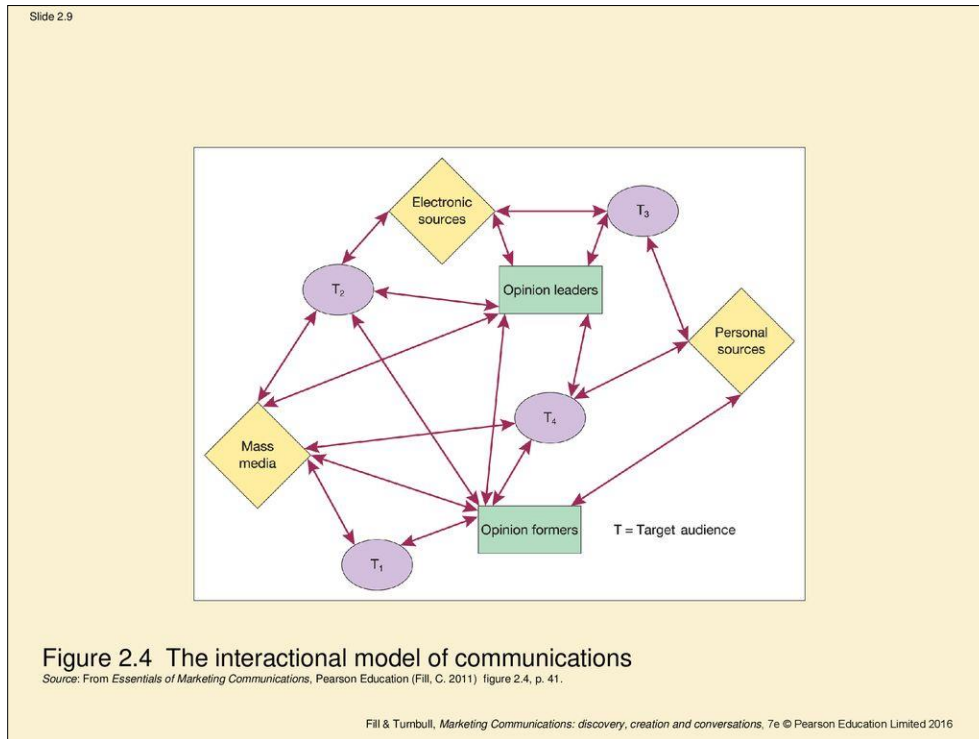 Slide 2.9
Electronic
sources
T₃
T₂
Opinion leaders
Personal
sources
T₄
Mass
media
Opinion formers
T = Target audience
T₁
Figure 2.4 The interactional model of communications
Source: From Essentials of Marketing Communications, Pearson Education (Fill, C. 2011) figure 2.4, p. 41.
Fill & Turnbull, Marketing Communications: discovery, creation and conversations, 7e © Pearson Education Limited 2016